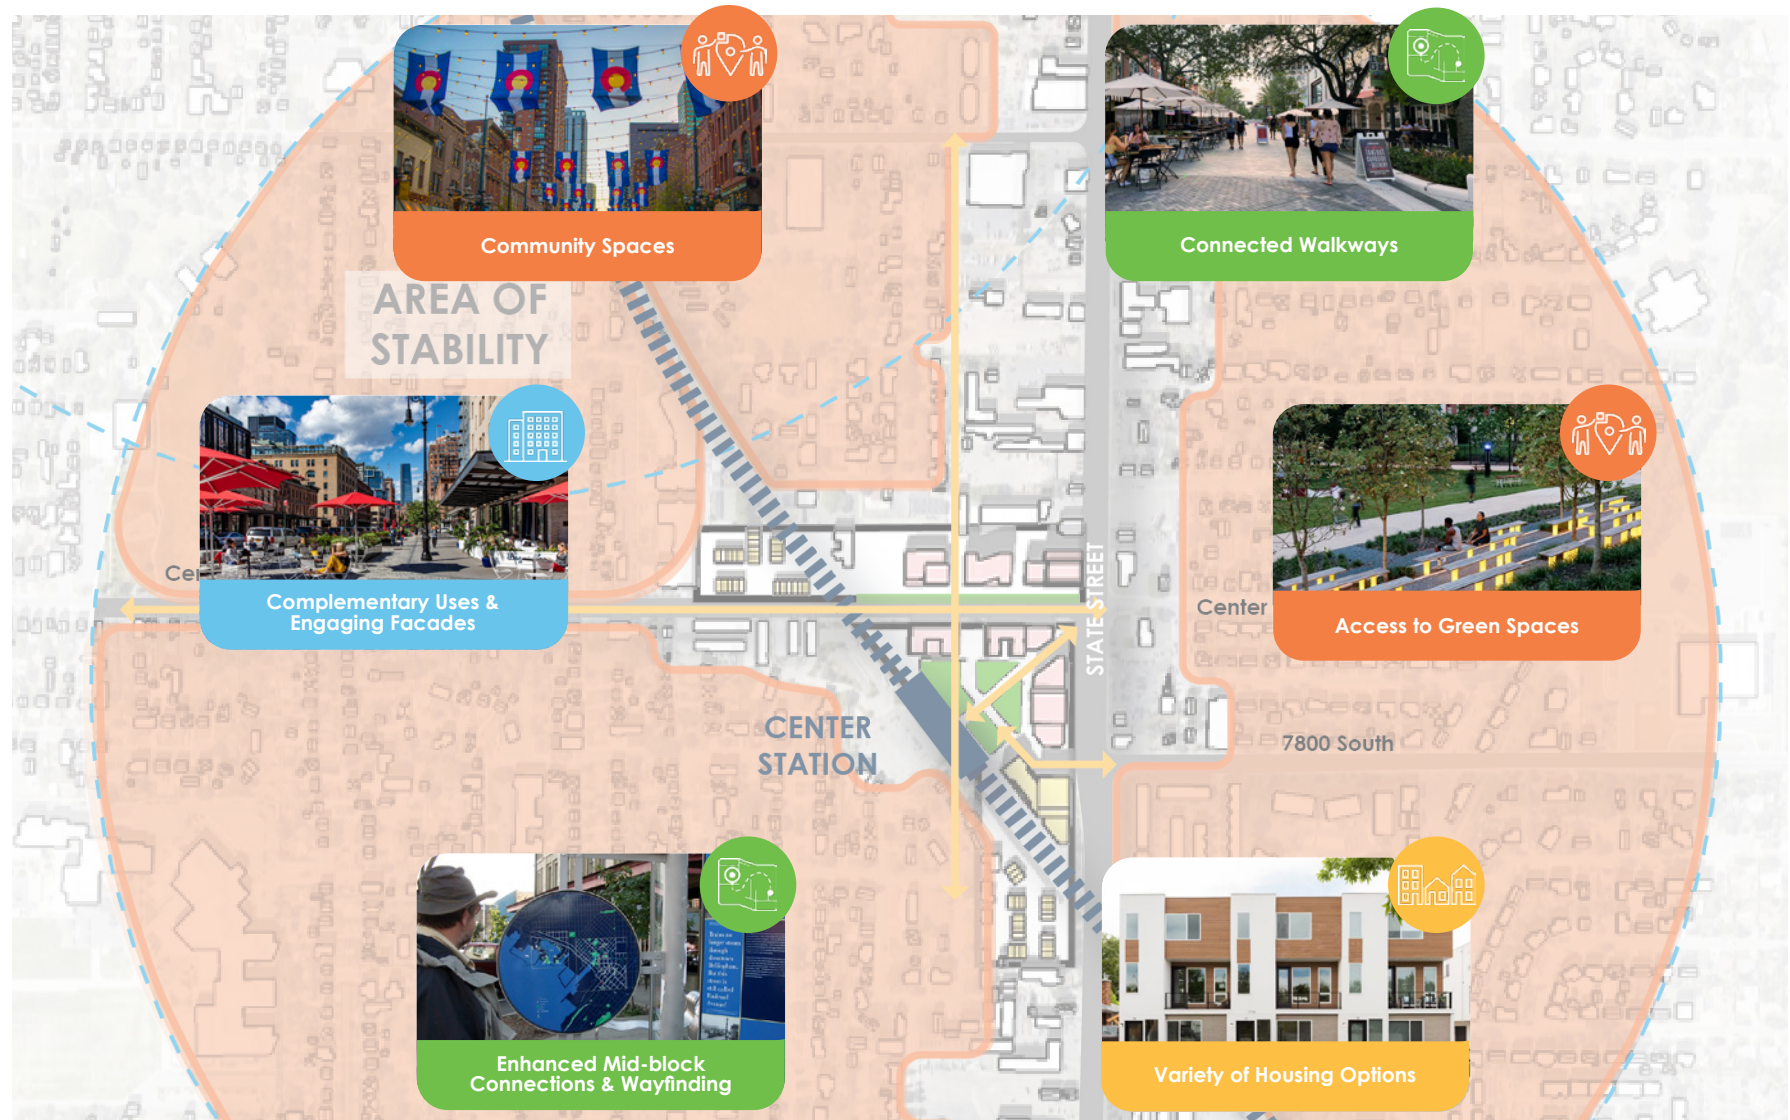 Community Spaces
Connected Walkways
AREA OF
STABILITY
Complementary Uses &
Engaging Facades
Center
Access to Green Spaces
STATE STREET
CENTER
STATION
7800 South
Enhanced Mid-block
Connections & Wayfinding
Variety of Housing Options